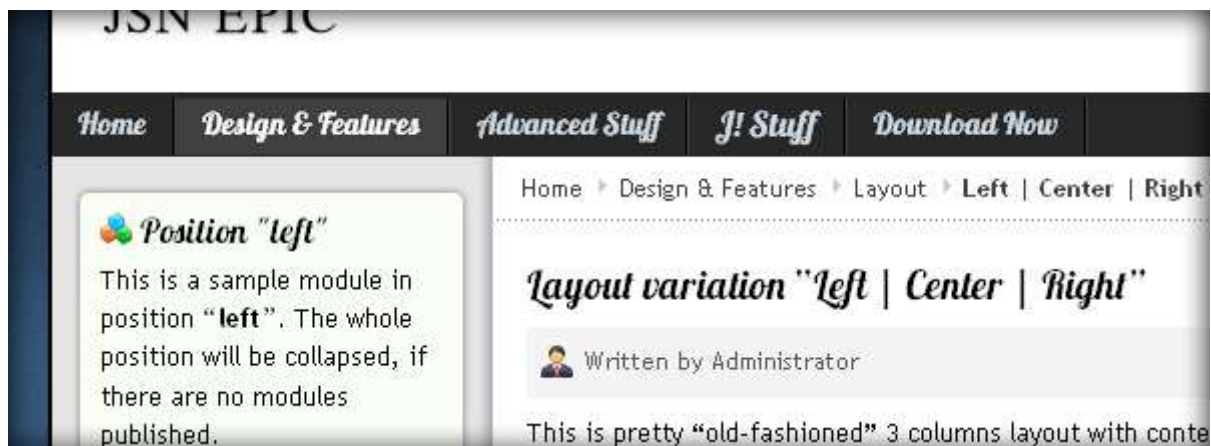 JSN EPIC
Home Design & Features Advanced Stuff J! Stuff Download Now
Home Design & Features Layout Left | Center | Right
Position "left"
This is a sample module in
position “left”. The whole
position will be collapsed, if
there are no modules
published.
Layout variation "Left | Center | Right"
Written by Administrator
This is pretty “old-fashioned” 3 columns layout with conte